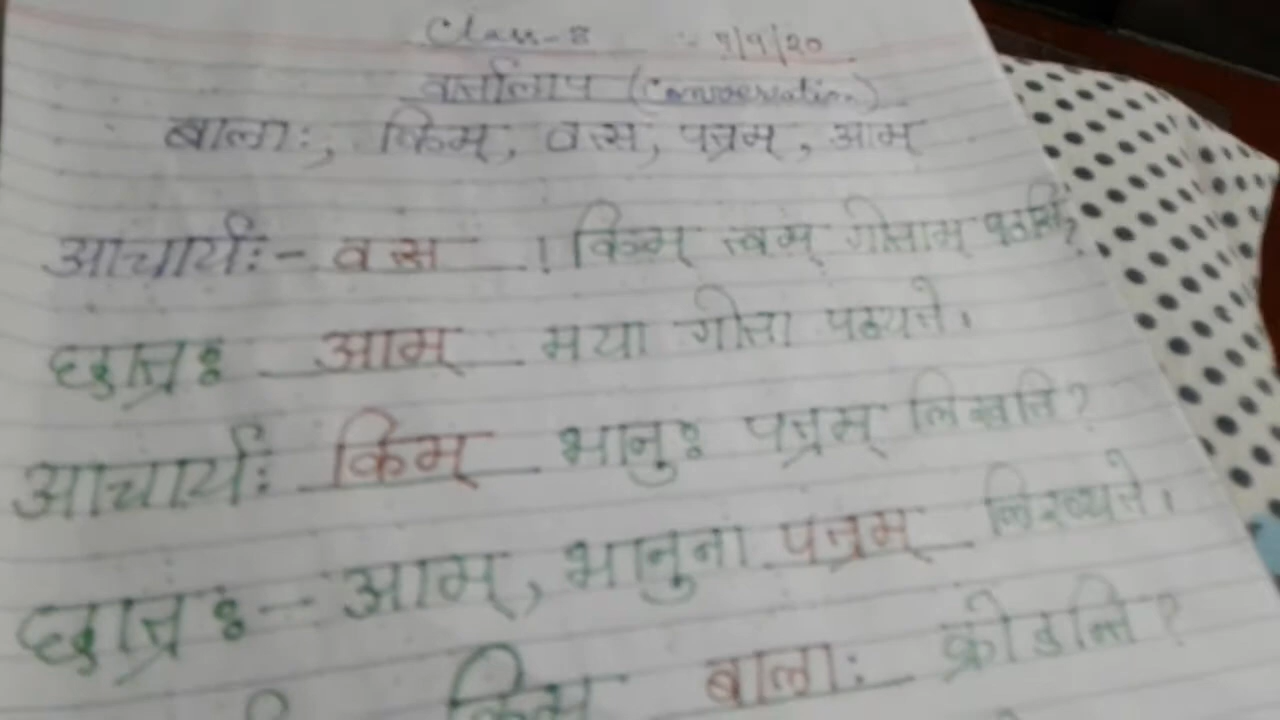 Class-8 :- 9/9/20
वार्तालाप (Conversation)
बालाः, किम्, वत्स, पत्रम्, आम्
आचार्यः- वत्स ! किम् त्वम् गीताम् पठसि?
छात्रः आम् मया गीता पठ्यते।
आचार्यः किम् भानुः पत्रम् लिखति?
छात्रः- आम्, भानुना पत्रम् लिख्यते।
किम् बालाः क्रीडन्ति?